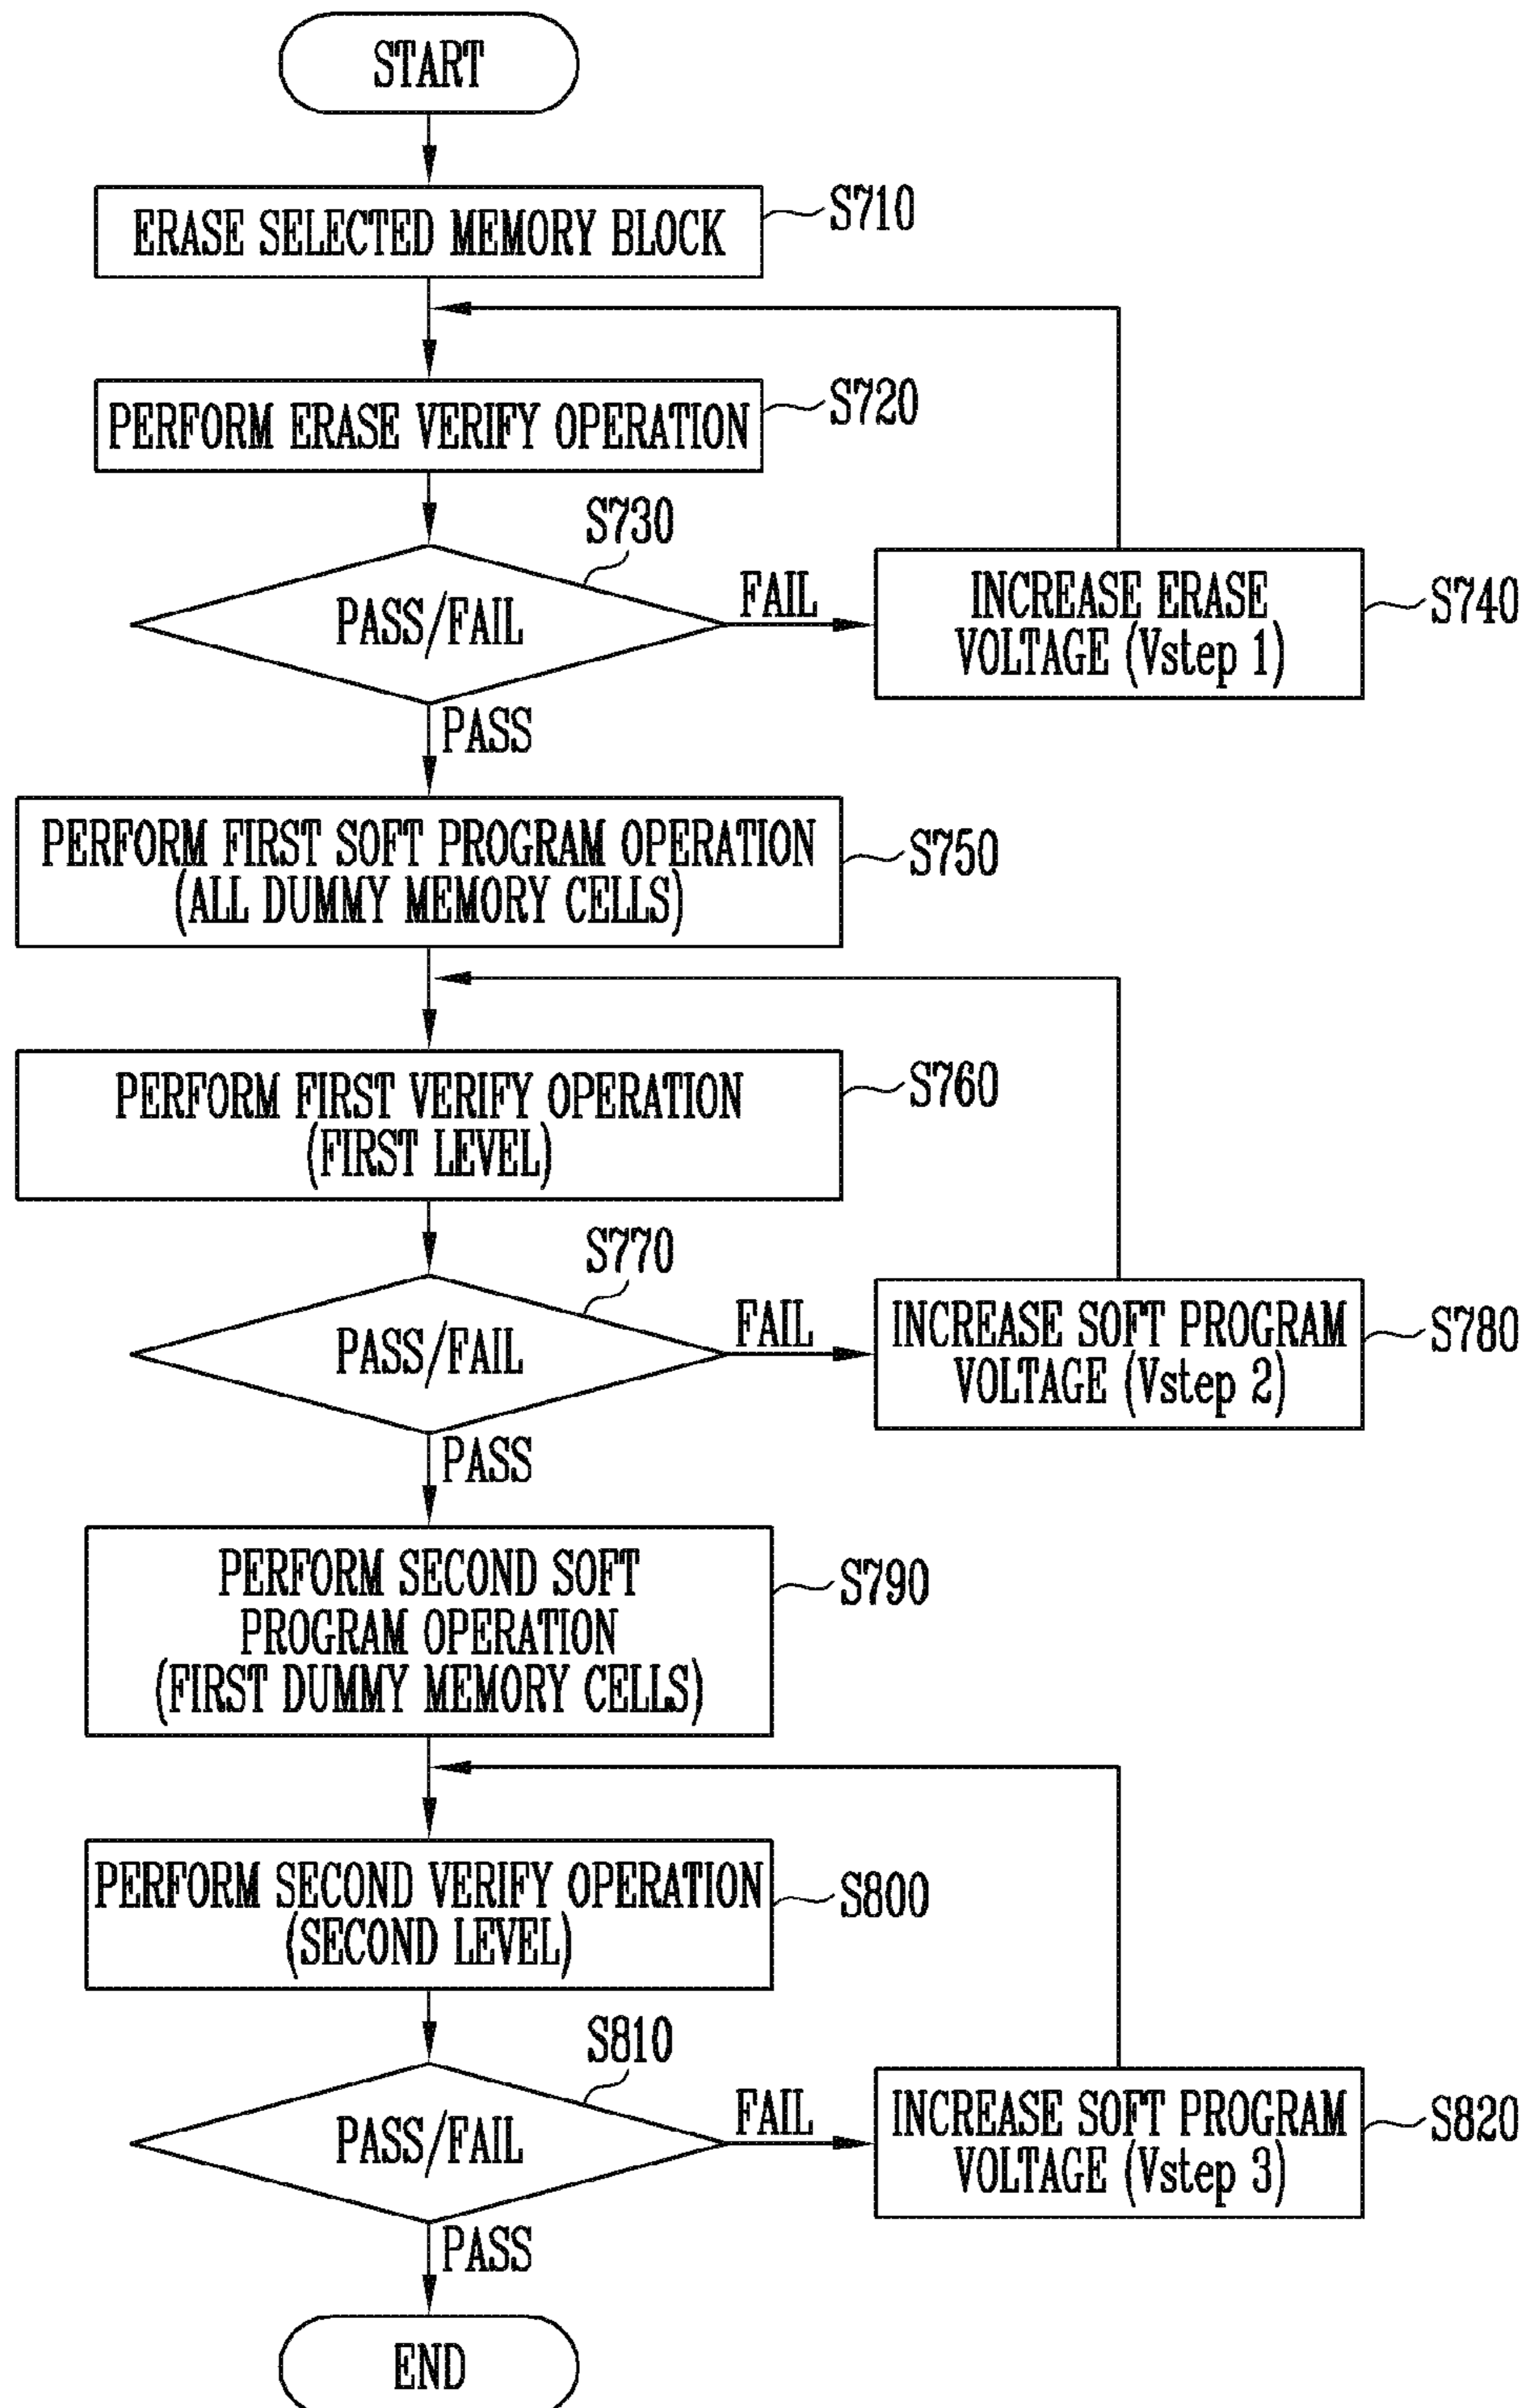 START
ERASE SELECTED MEMORY BLOCK
S710
PERFORM ERASE VERIFY OPERATION
S720
S730
PASS/FAIL
FAIL
INCREASE ERASE
VOLTAGE (Vstep 1)
S740
PASS
PERFORM FIRST SOFT PROGRAM OPERATION
(ALL DUMMY MEMORY CELLS)
S750
PERFORM FIRST VERIFY OPERATION
(FIRST LEVEL)
S760
S770
PASS/FAIL
FAIL
INCREASE SOFT PROGRAM
VOLTAGE (Vstep 2)
S780
PASS
PERFORM SECOND SOFT
PROGRAM OPERATION
(FIRST DUMMY MEMORY CELLS)
S790
PERFORM SECOND VERIFY OPERATION
(SECOND LEVEL)
S800
S810
PASS/FAIL
FAIL
INCREASE SOFT PROGRAM
VOLTAGE (Vstep 3)
S820
PASS
END